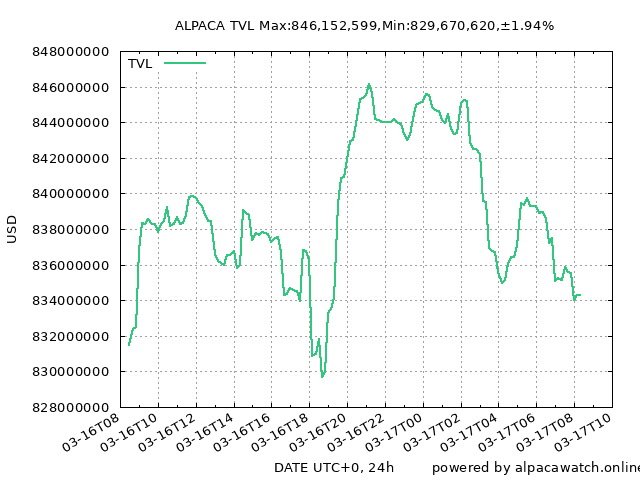 ALPACA TVL Max:846,152,599,Min:829,670,620,±1.94%
TVL
USD
848000000
846000000
844000000
842000000
840000000
838000000
836000000
834000000
832000000
830000000
828000000
03-16T08
03-16T10
03-16T12
03-16T14
03-16T16
03-16T18
03-16T20
03-16T22
03-17T00
03-17T02
03-17T04
03-17T06
03-17T08
03-17T10
DATE UTC+0, 24h
powered by alpacawatch.online